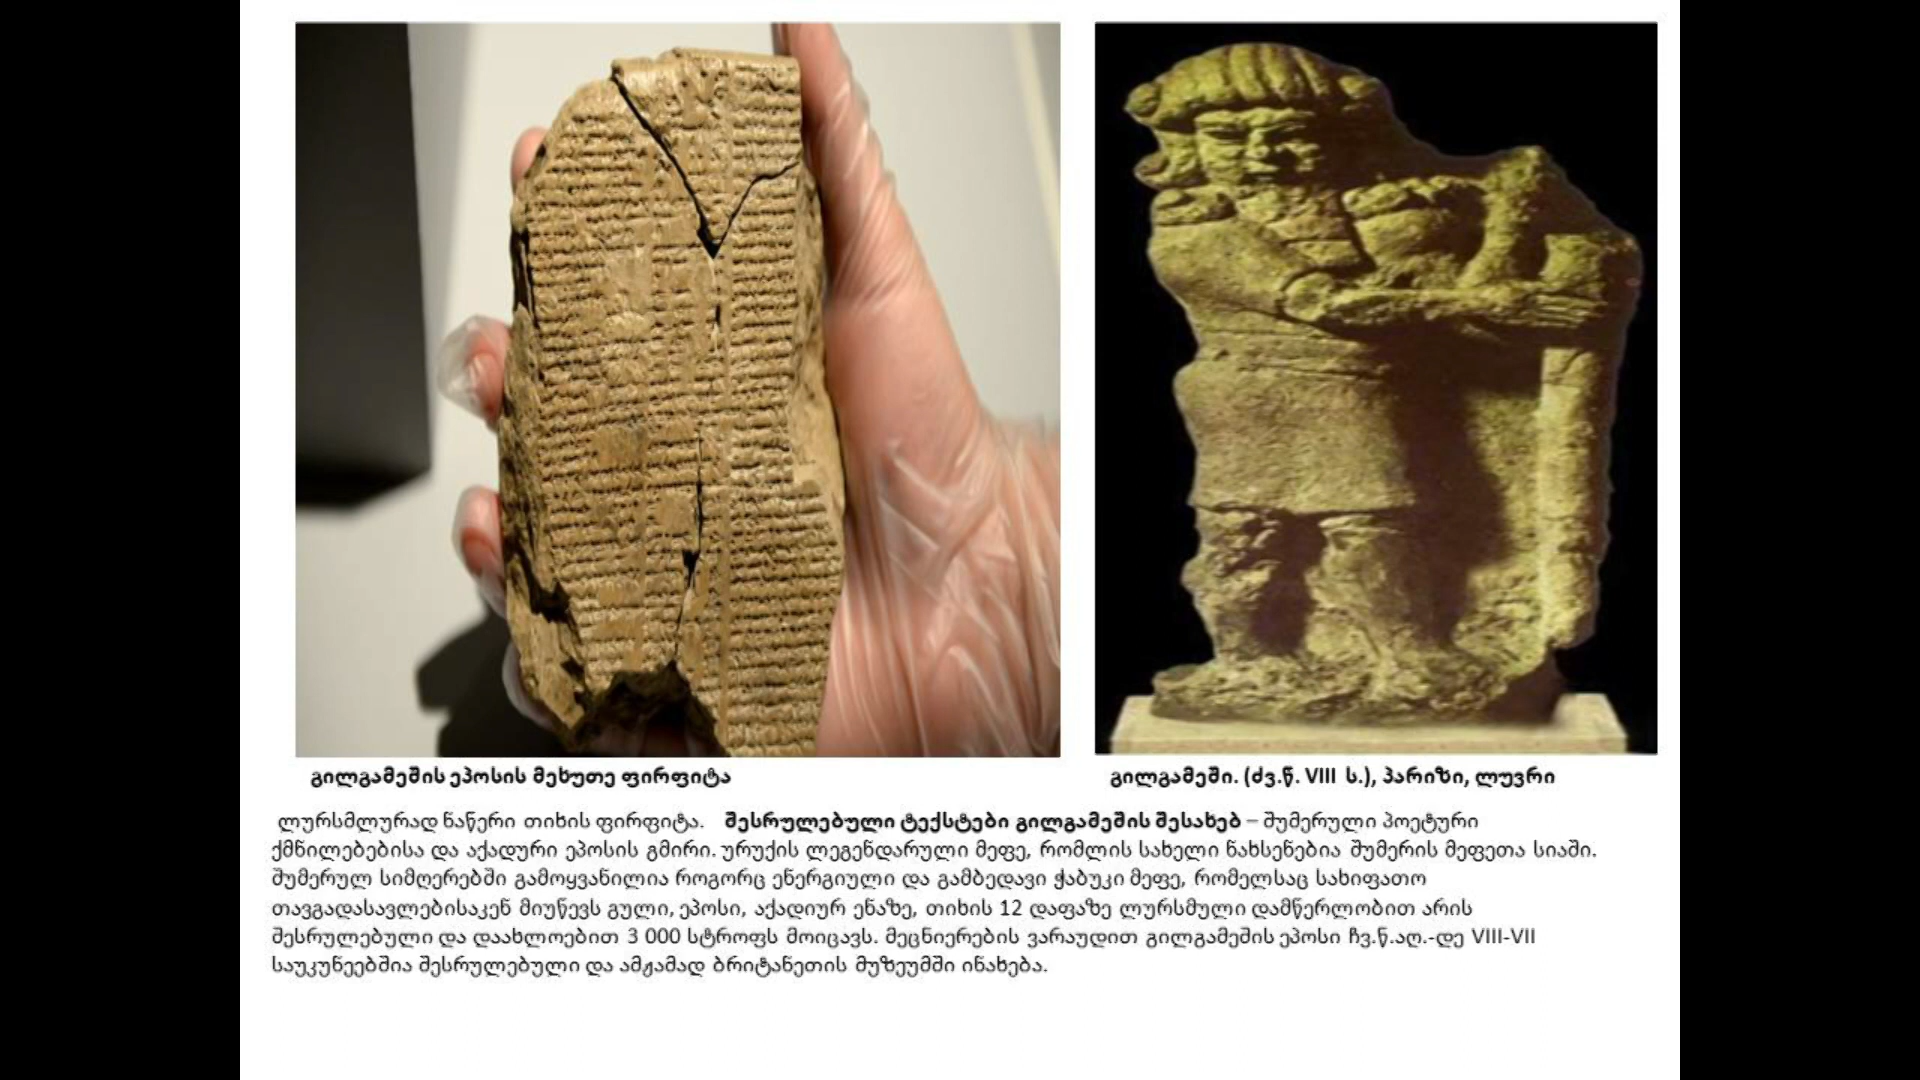 გილგამეშის ეპოსის მეხუთე ფირფიტა
გილგამეში. (ძვ.წ. VIII ს.), პარიზი, ლუვრი
ლურსმლურად ნაწერი თიხის ფირფიტა. შესრულებული ტექსტები გილგამეშის შესახებ – შუმერული პოეტური
ქმნილებებისა და აქადური ეპოსის გმირი. ურუქის ლეგენდარული მეფე, რომლის სახელი ნახსენებია შუმერის მეფეთა სიაში.
შუმერულ სიმღერებში გამოყვანილია როგორც ენერგიული და გამბედავი ჭაბუკი მეფე, რომელსაც სახიფათო
თავგადასავლებისაკენ მიუწევს გული, ეპოსი, აქადიურ ენაზე, თიხის 12 დაფაზე ლურსმული დამწერლობით არის
შესრულებული და დაახლოებით 3 000 სტროფს მოიცავს. მეცნიერების ვარაუდით გილგამეშის ეპოსი ჩვ.წ.აღ.-დე VIII-VII
საუკუნეებშია შესრულებული და ამჟამად ბრიტანეთის მუზეუმში ინახება.